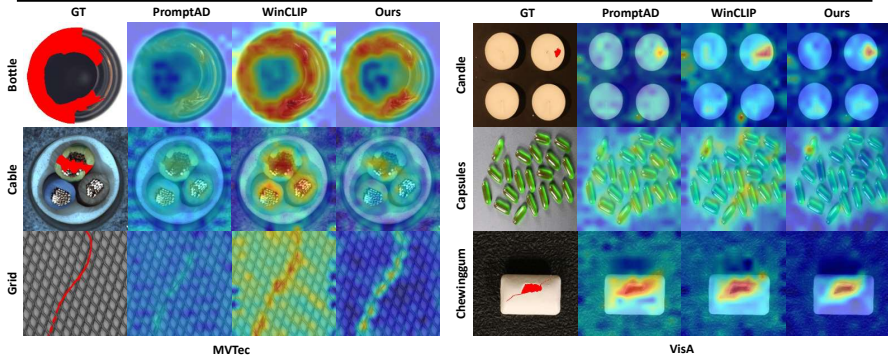 GT PromptAD WinCLIP Ours
Bottle
Cable
Grid
MVTec
GT PromptAD WinCLIP Ours
Candle
Capsules
Chewinggum
VisA